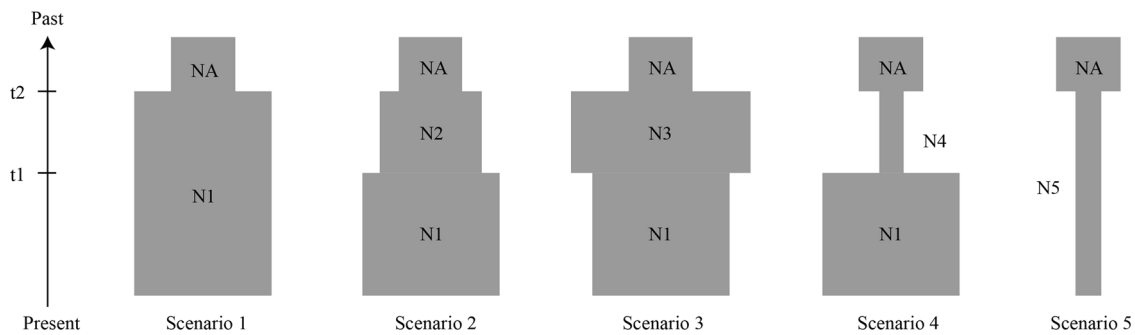 Past
NA NA NA NA NA
t2
N2 N3 N4
t1
N1 N5
N1 N1 N1
Present Scenario 1 Scenario 2 Scenario 3 Scenario 4 Scenario 5